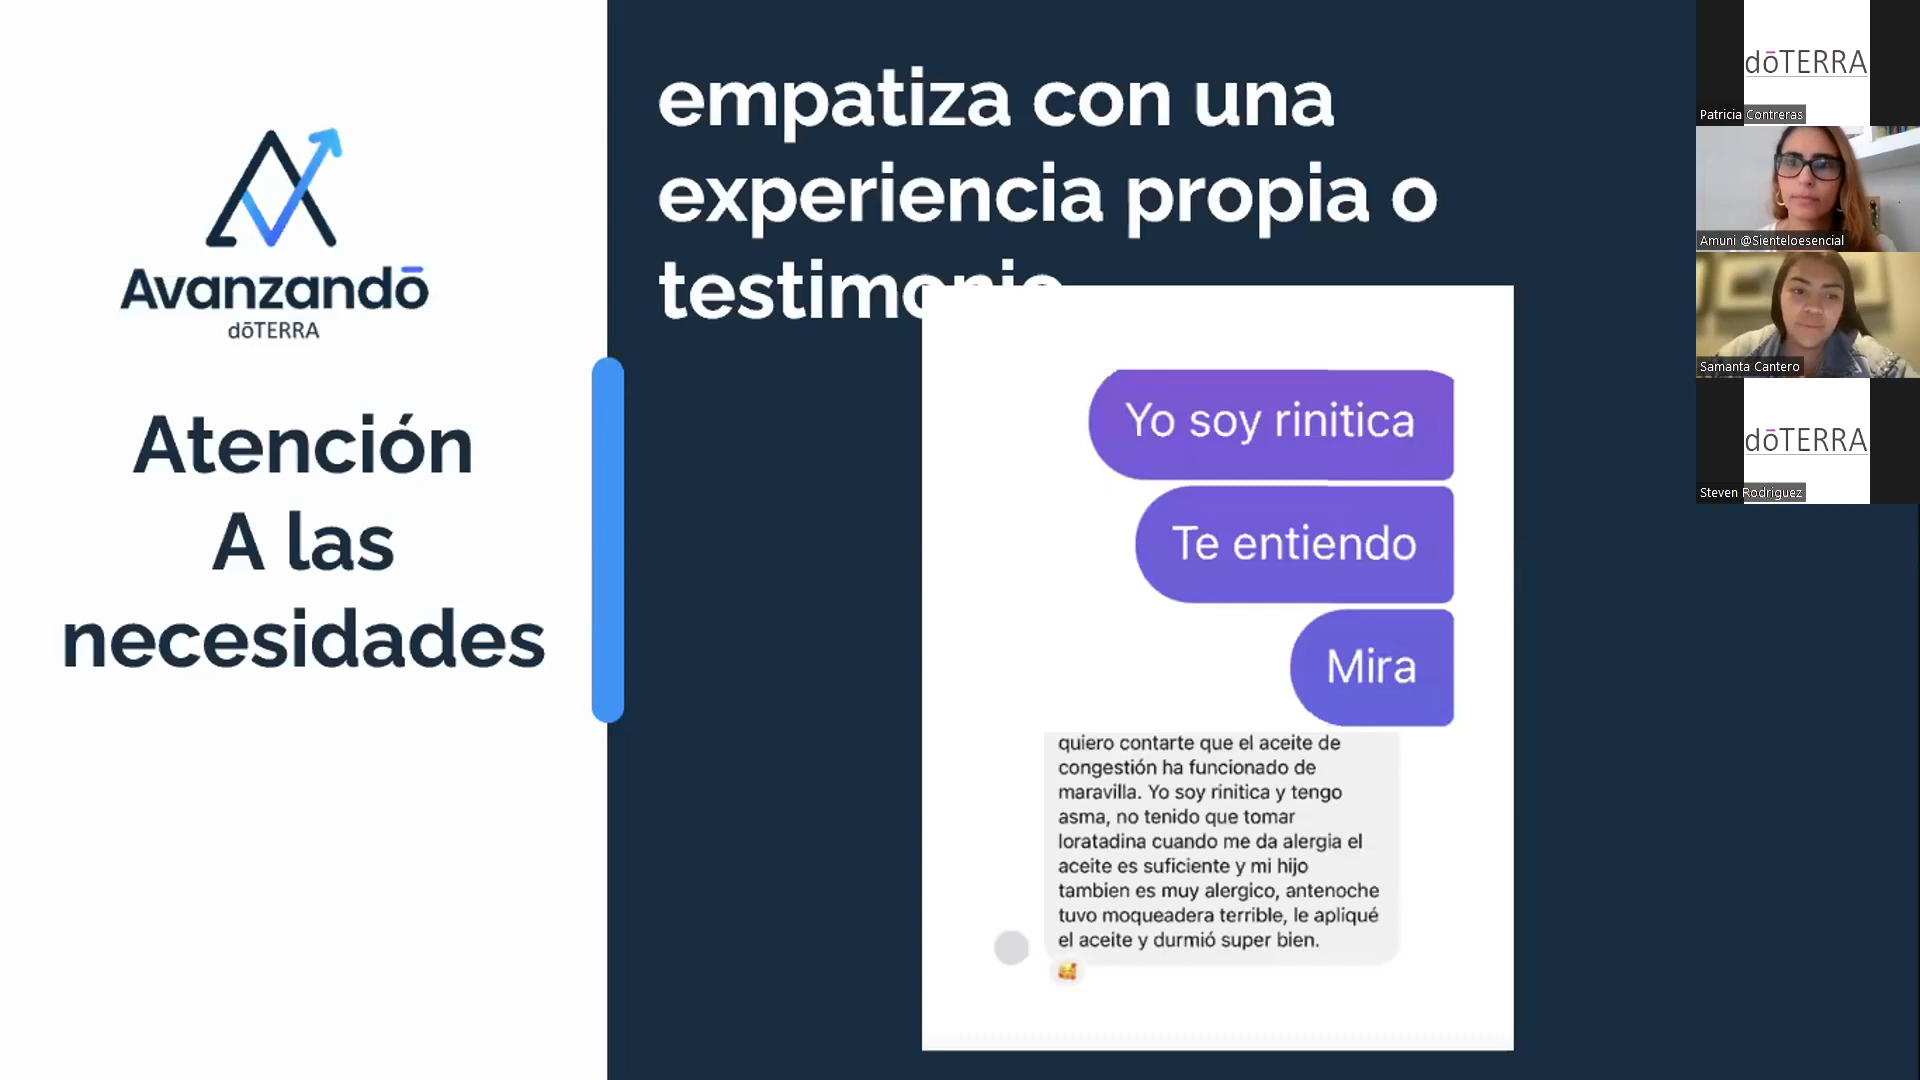 Avanzandō
dōTERRA
Atención
A las
necesidades
empatiza con una
experiencia propia o
testimonio
Yo soy rinitica
Te entiendo
Mira
quiero contarte que el aceite de
congestión ha funcionado de
maravilla. Yo soy rinitica y tengo
asma, no tenido que tomar
loratadina cuando me da alergia el
aceite es suficiente y mi hijo
tambien es muy alergico, antenoche
tuvo moqueadera terrible, le apliqué
el aceite y durmió super bien.
dōTERRA
Patricia Contreras
Amuni @Sienteloesencial
Samanta Cantero
dōTERRA
Steven Rodriguez